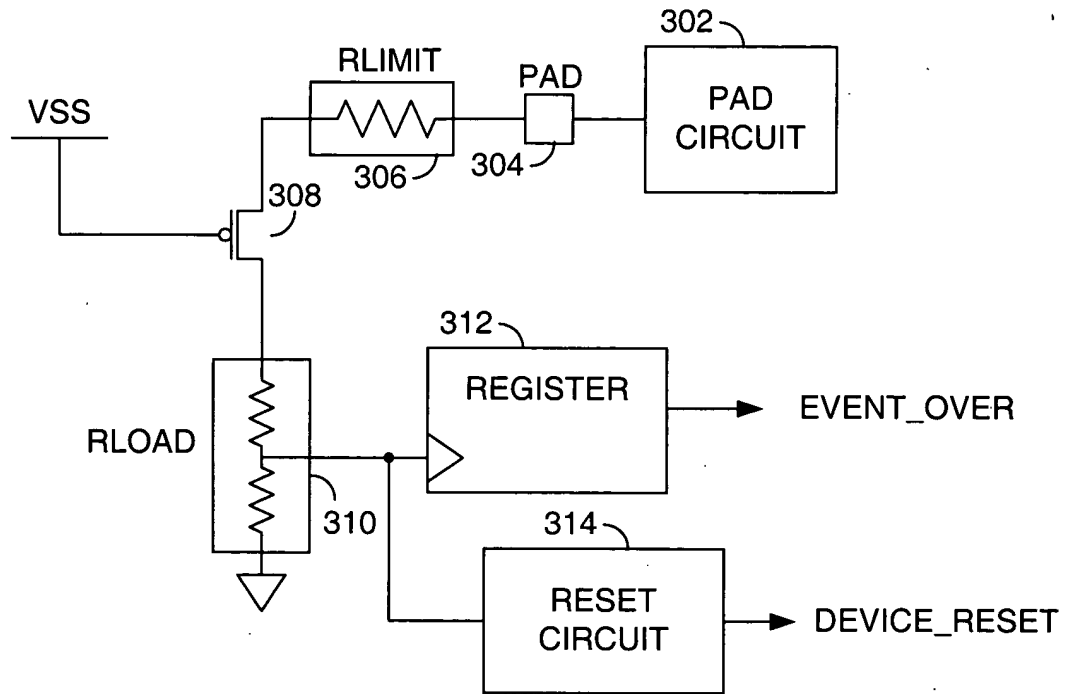 302
RLIMIT
PAD
PAD
CIRCUIT
VSS
306
304
308
312
REGISTER
EVENT_OVER
RLOAD
310
314
RESET
CIRCUIT
DEVICE_RESET